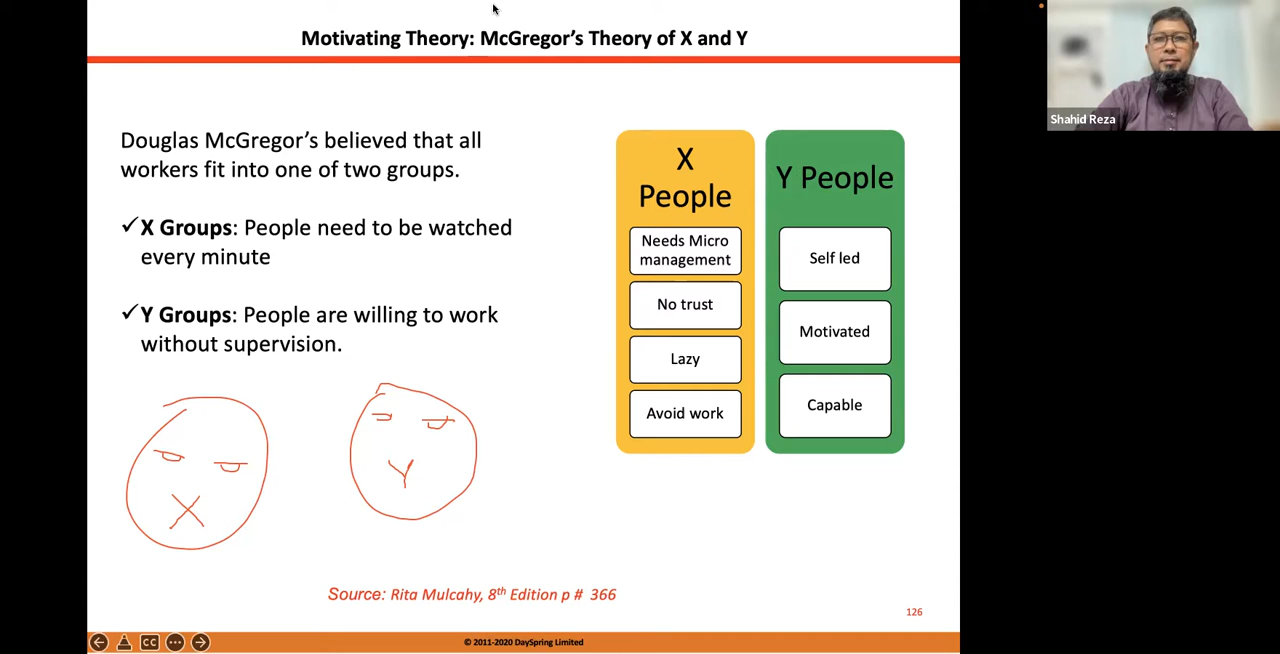 Motivating Theory: McGregor's Theory of X and Y
Shahid Reza
Douglas McGregor's believed that all
workers fit into one of two groups.
✓X Groups: People need to be watched
every minute
✓Y Groups: People are willing to work
without supervision.
X
People
Needs Micro
management
No trust
Lazy
Avoid work
Y People
Self led
Motivated
Capable
X
Y
Source: Rita Mulcahy, 8th Edition p # 366
126
CC
© 2011-2020 DaySpring Limited